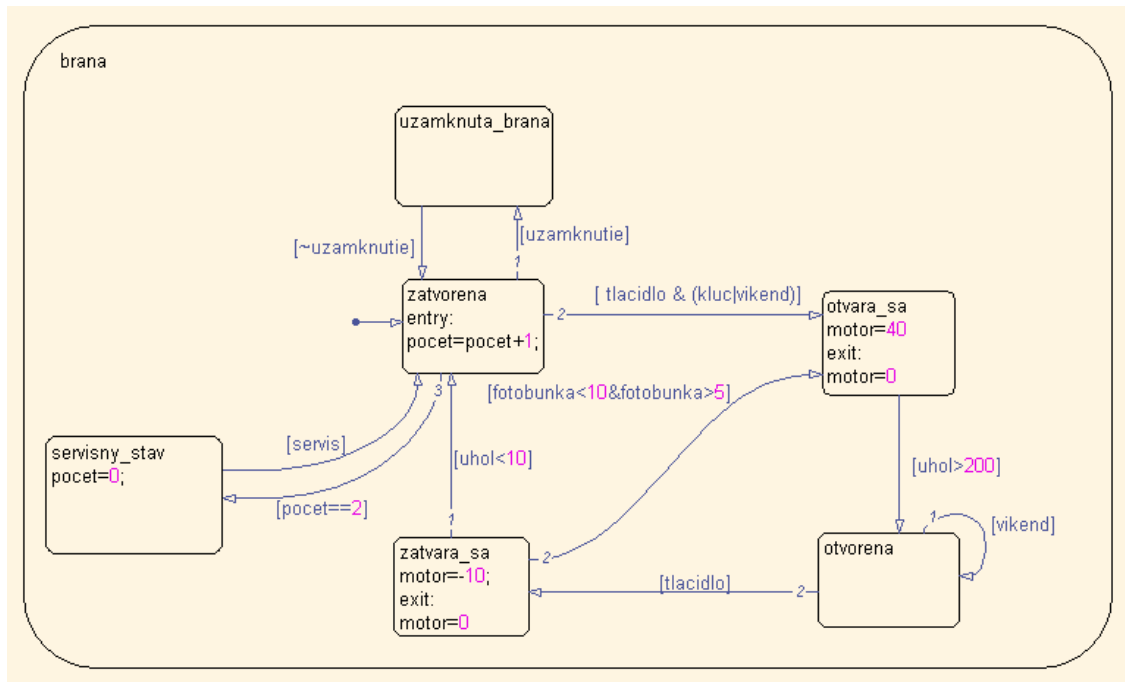 brana
uzamknuta_brana
[~uzamknutie]
[uzamknutie]
1
zatvorena
entry:
pocet=pocet+1;
2
[ tlacidlo & (kluc|vikend)]
otvara_sa
motor=40
exit:
motor=0
3
[fotobunka<10&fotobunka>5]
servisny_stav
pocet=0;
[servis]
[pocet==2]
[uhol<10]
[uhol>200]
1
zatvara_sa
motor=-10;
exit:
motor=0
2
[tlacidlo]
2
otvorena
1
[vikend]